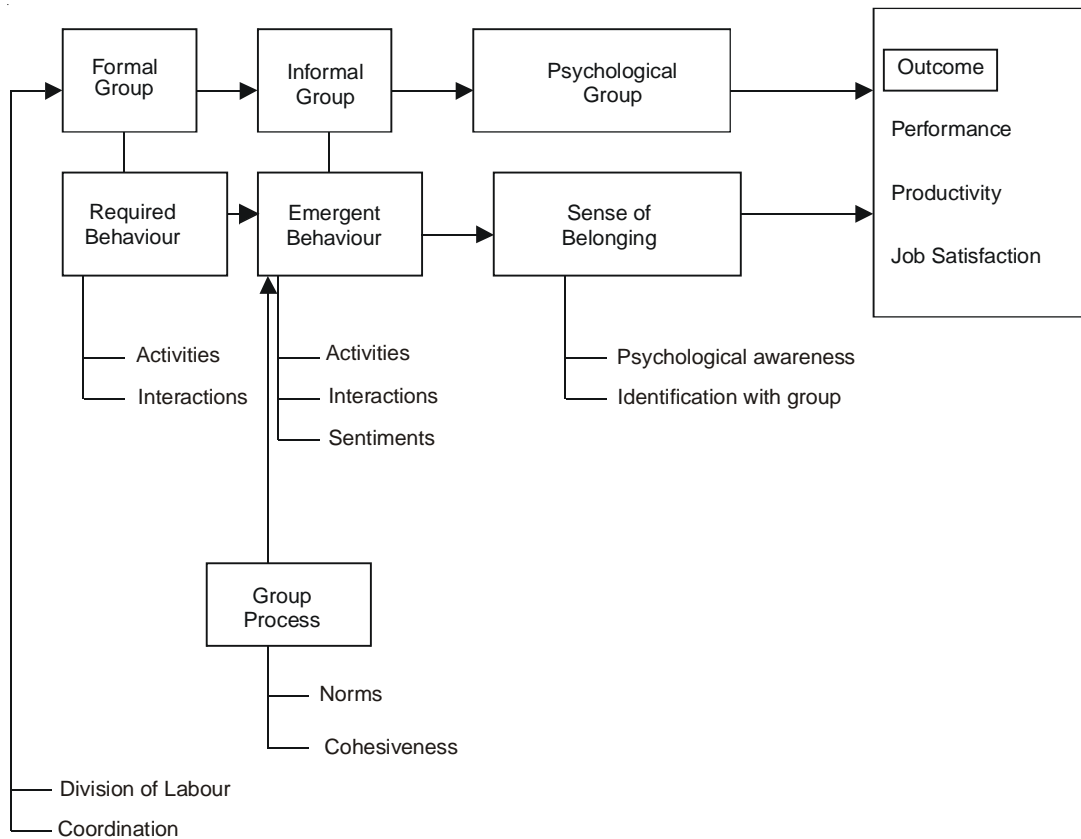 Formal
Group
Informal
Group
Psychological
Group
Outcome
Performance
Productivity
Job Satisfaction
Required
Behaviour
Emergent
Behaviour
Sense of
Belonging
Activities
Interactions
Activities
Interactions
Sentiments
Psychological awareness
Identification with group
Group
Process
Norms
Cohesiveness
Division of Labour
Coordination